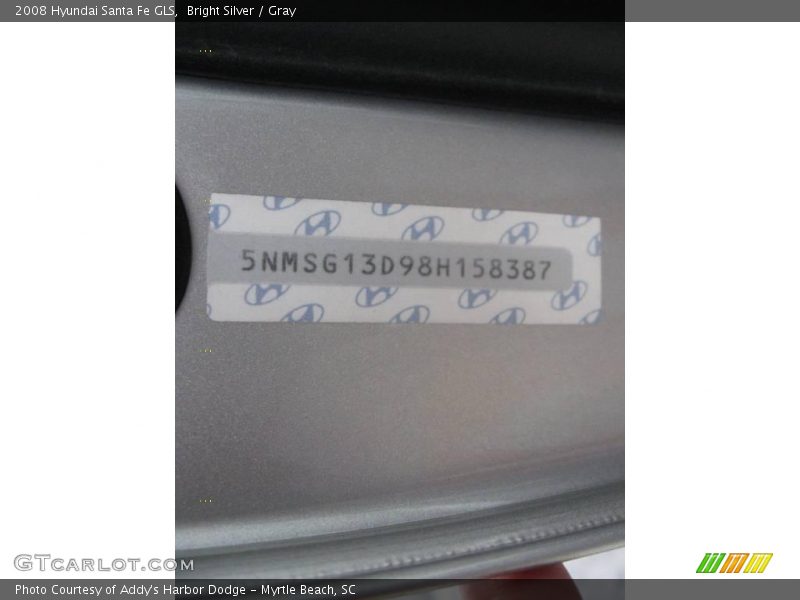 2008 Hyundai Santa Fe GLS,  Bright Silver / Gray
5NMSG13D98H158387
GTCARLOT.COM
Photo Courtesy of Addy's Harbor Dodge - Myrtle Beach, SC